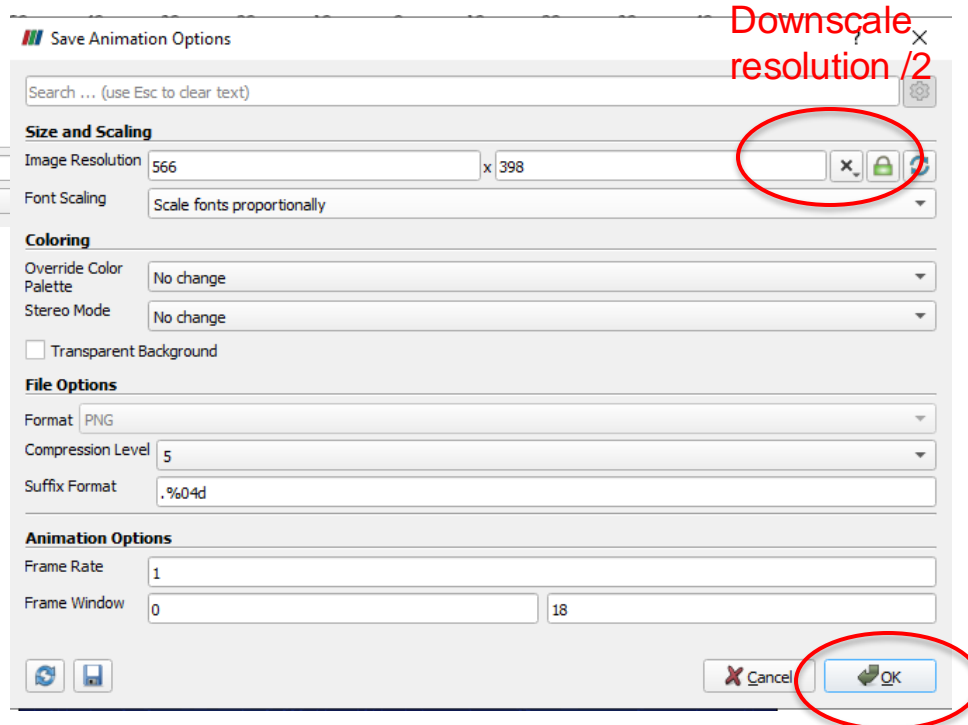 Downscale
resolution /2
Save Animation Options ?
Search ... (use Esc to clear text)
Size and Scaling
Image Resolution 566 x 398
Font Scaling Scale fonts proportionally
Coloring
Override Color
Palette No change
Stereo Mode No change
Transparent Background
File Options
Format PNG
Compression Level 5
Suffix Format .%04d
Animation Options
Frame Rate 1
Frame Window 0 18
Cancel OK